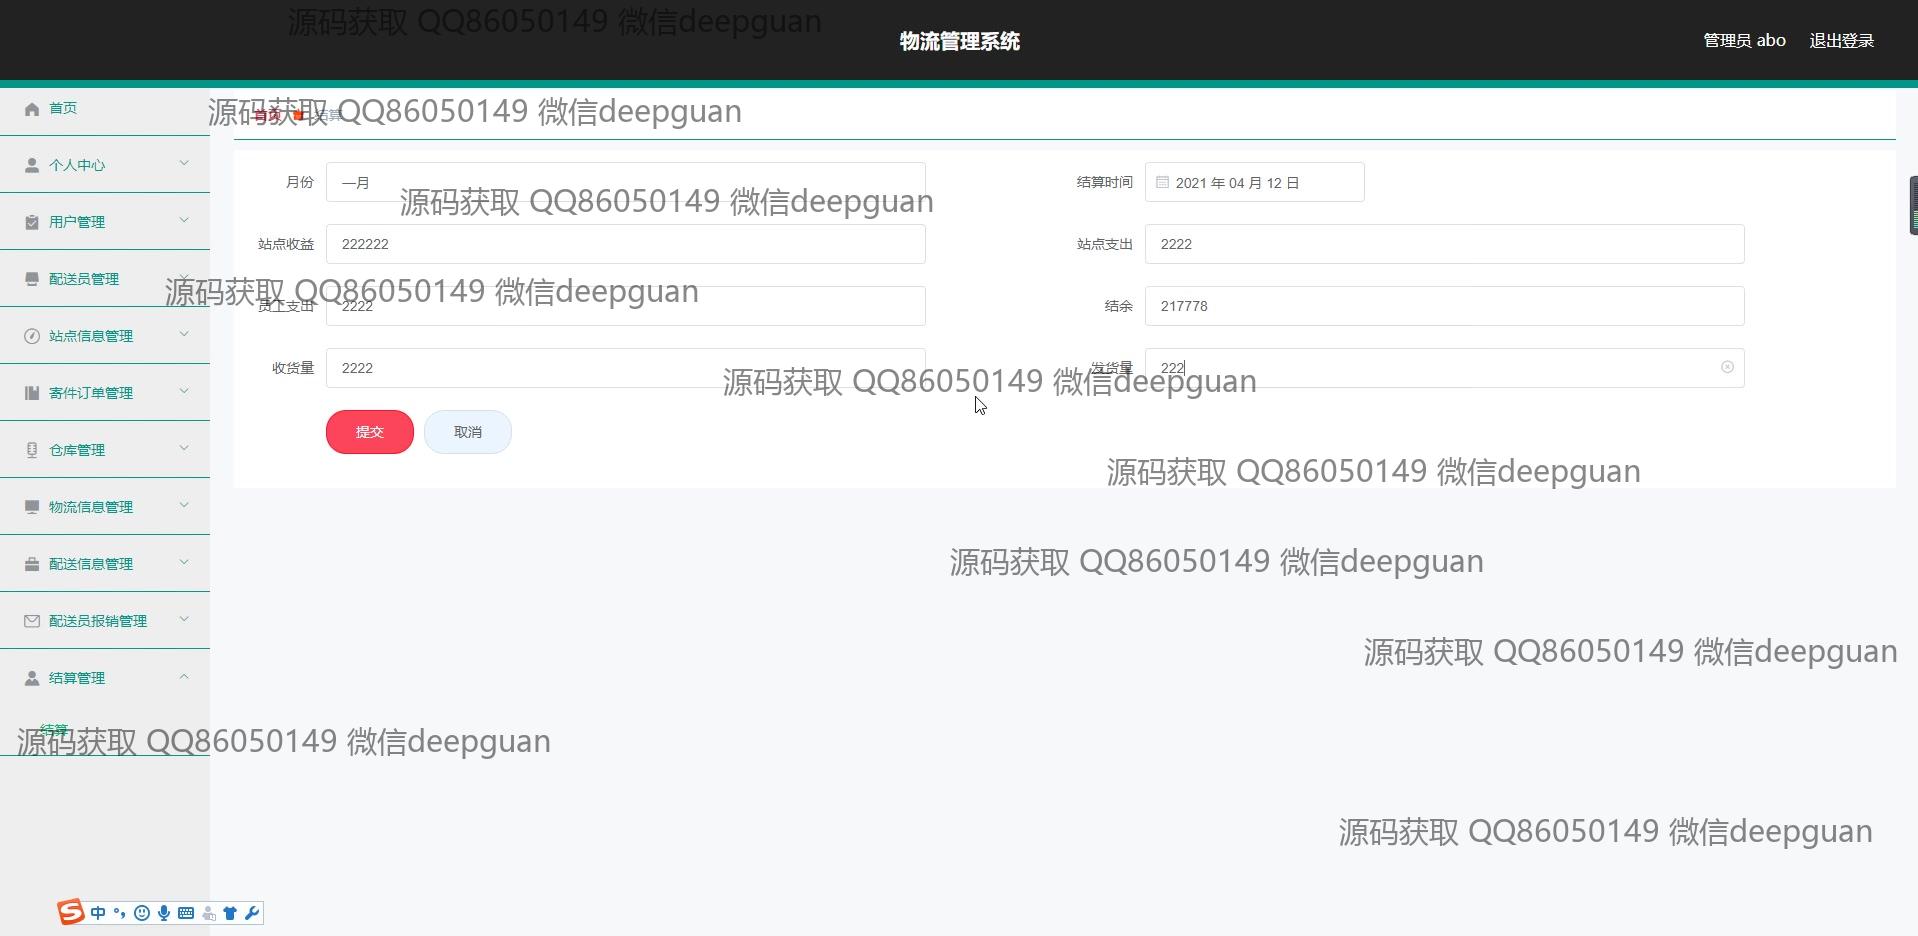 源码获取 QQ86050149 微信deepguan
物流管理系统
管理员 abo 退出登录
首页
源码获取 QQ86050149 微信deepguan
首页 结算
个人中心
月份 一月
结算时间 2021 年 04 月 12 日
源码获取 QQ86050149 微信deepguan
用户管理
站点收益 222222
站点支出 2222
配送员管理
源码获取 QQ86050149 微信deepguan
员工支出 2222
结余 217778
站点信息管理
收货量 2222
发货量 222
源码获取 QQ86050149 微信deepguan
寄件订单管理
提交 取消
仓库管理
源码获取 QQ86050149 微信deepguan
物流信息管理
配送信息管理
源码获取 QQ86050149 微信deepguan
配送员报销管理
源码获取 QQ86050149 微信deepguan
结算管理
结算
源码获取 QQ86050149 微信deepguan
源码获取 QQ86050149 微信deepguan
S 中